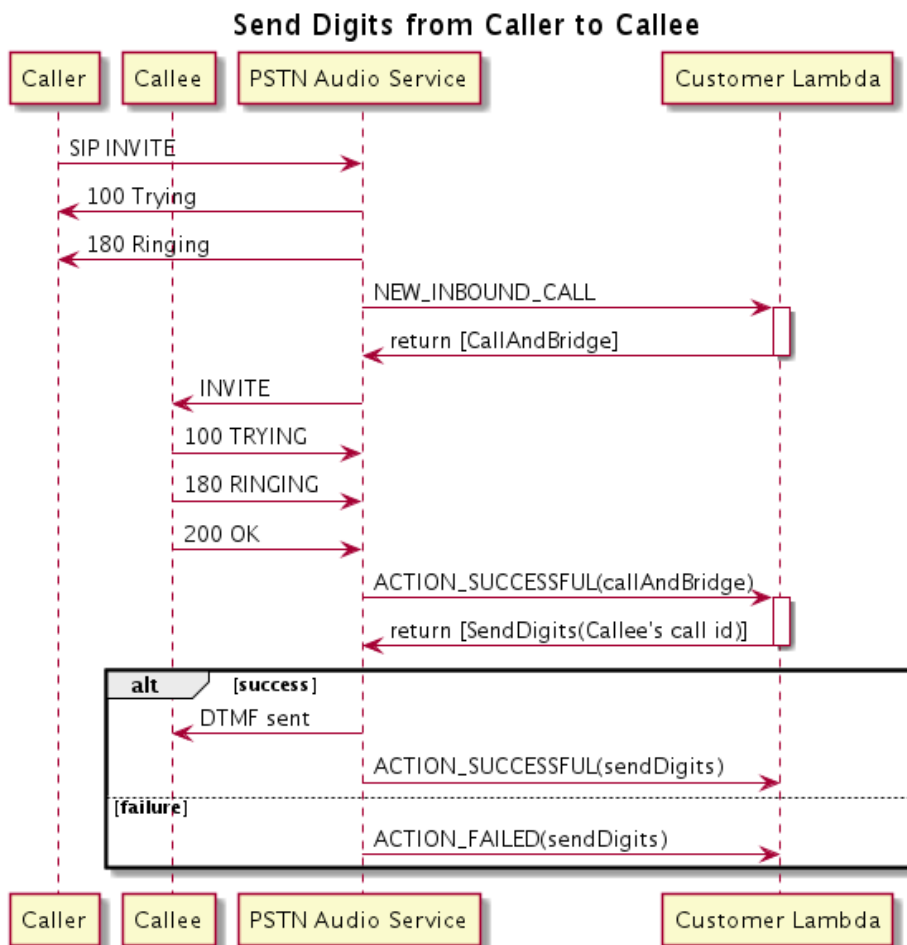 Send Digits from Caller to Callee
Caller Callee PSTN Audio Service Customer Lambda
SIP INVITE
100 Trying
180 Ringing
NEW_INBOUND_CALL
return [CallAndBridge]
INVITE
100 TRYING
180 RINGING
200 OK
ACTION_SUCCESSFUL(callAndBridge)
return [SendDigits(Callee's call id)]
alt [success]
DTMF sent
ACTION_SUCCESSFUL(sendDigits)
[failure]
ACTION_FAILED(sendDigits)
Caller Callee PSTN Audio Service Customer Lambda